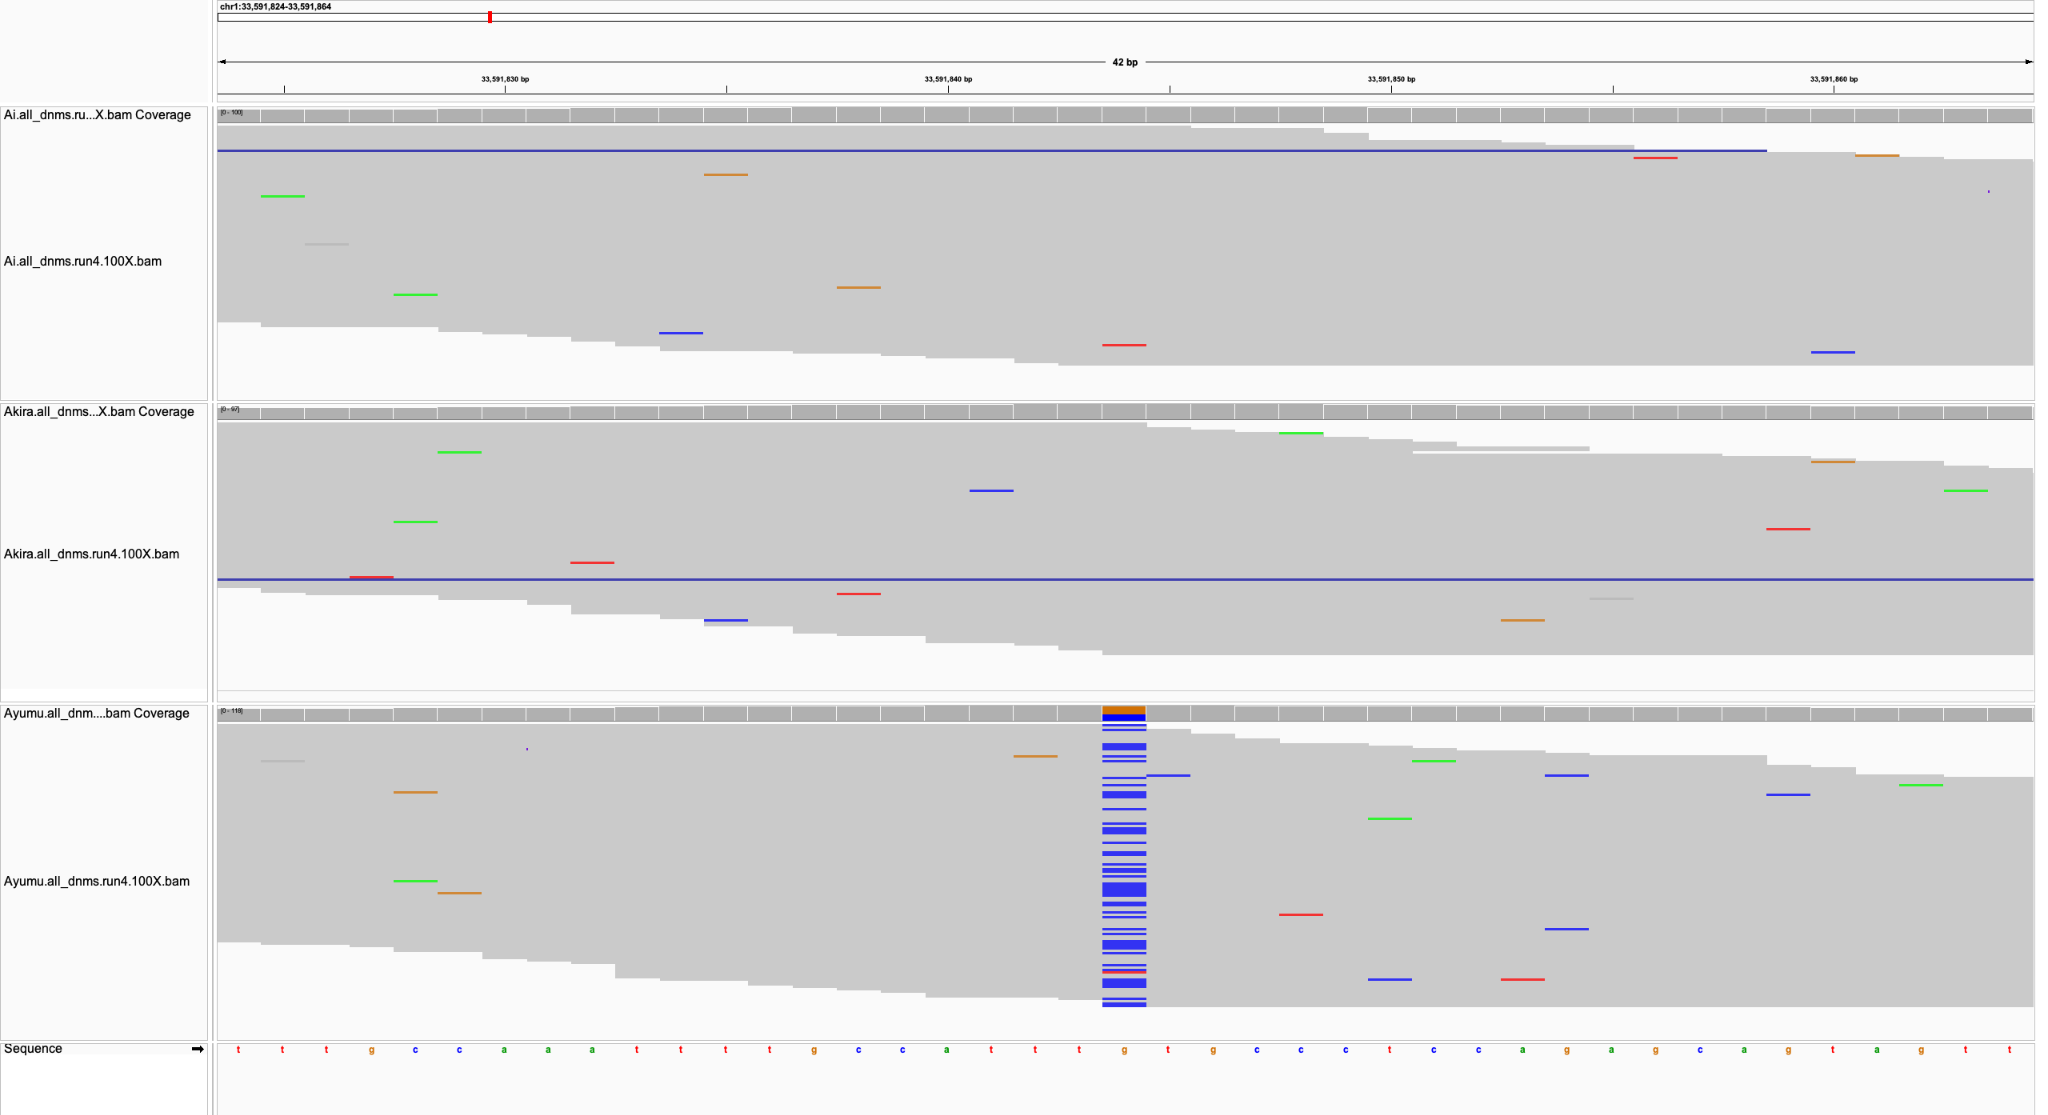 chr1:33,591,824-33,591,864
42 bp
33,591,830 bp 33,591,840 bp 33,591,850 bp 33,591,860 bp
Ai.all_dnms.ru...X.bam Coverage
[0 - 100]
Ai.all_dnms.run4.100X.bam
Akira.all_dnms...X.bam Coverage
[0 - 97]
Akira.all_dnms.run4.100X.bam
Ayumu.all_dnm....bam Coverage
[0 - 118]
Ayumu.all_dnms.run4.100X.bam
Sequence t t t g c c a a a t t t t g c c a t t t g t g c c c t c c a g a g c a g t a g t t